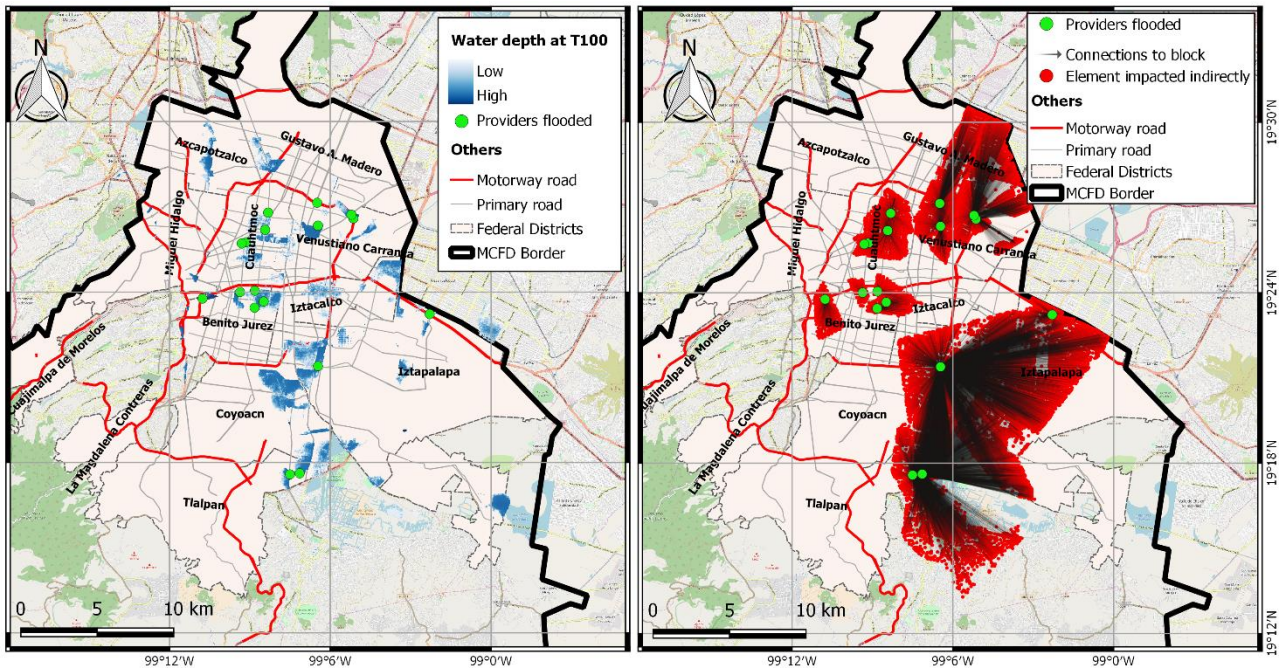 N
Water depth at T100
Low
High
Providers flooded
Others
Motorway road
Primary road
Federal Districts
MCFD Border
Azcapotzalco
Gustavo A. Madero
Miguel Hidalgo
Cuauhtmoc
Venustiano Carranza
Iztacalco
Benito Jurez
Cuajimalpa de Morelos
La Magdalena Contreras
Iztapalapa
Coyoacn
Tlalpan
0 5 10 km
99°12'W 99°6'W 99°0'W
N
Providers flooded
Connections to block
Element impacted indirectly
Others
Motorway road
Primary road
Federal Districts
MCFD Border
Azcapotzalco
Gustavo A. Madero
Miguel Hidalgo
Cuauhtmoc
Venustiano Carranza
Iztacalco
Benito Jurez
Cuajimalpa de Morelos
La Magdalena Contreras
Iztapalapa
Coyoacn
Tlalpan
0 5 10 km
99°12'W 99°6'W 99°0'W
19°30'N
19°24'N
19°18'N
19°12'N